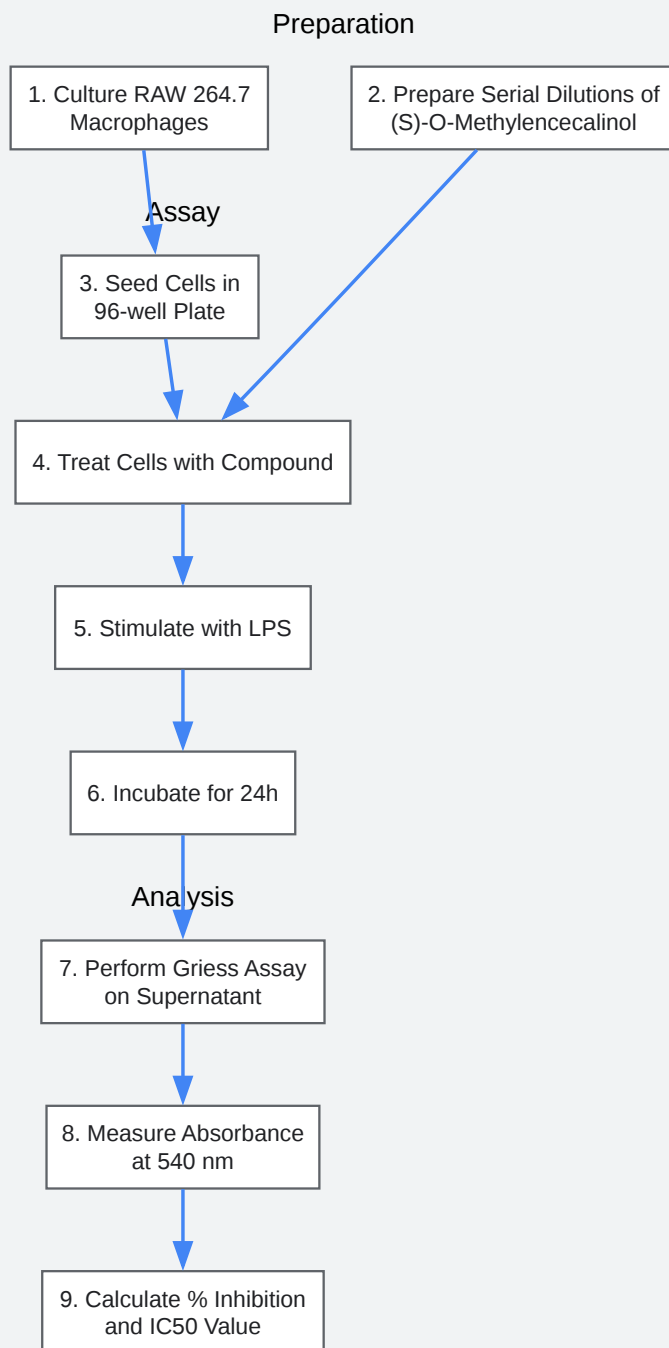 Preparation
1. Culture RAW 264.7
Macrophages
2. Prepare Serial Dilutions of
(S)-O-Methylencecalinol
Assay
3. Seed Cells in
96-well Plate
4. Treat Cells with Compound
5. Stimulate with LPS
6. Incubate for 24h
Analysis
7. Perform Griess Assay
on Supernatant
8. Measure Absorbance
at 540 nm
9. Calculate % Inhibition
and IC50 Value